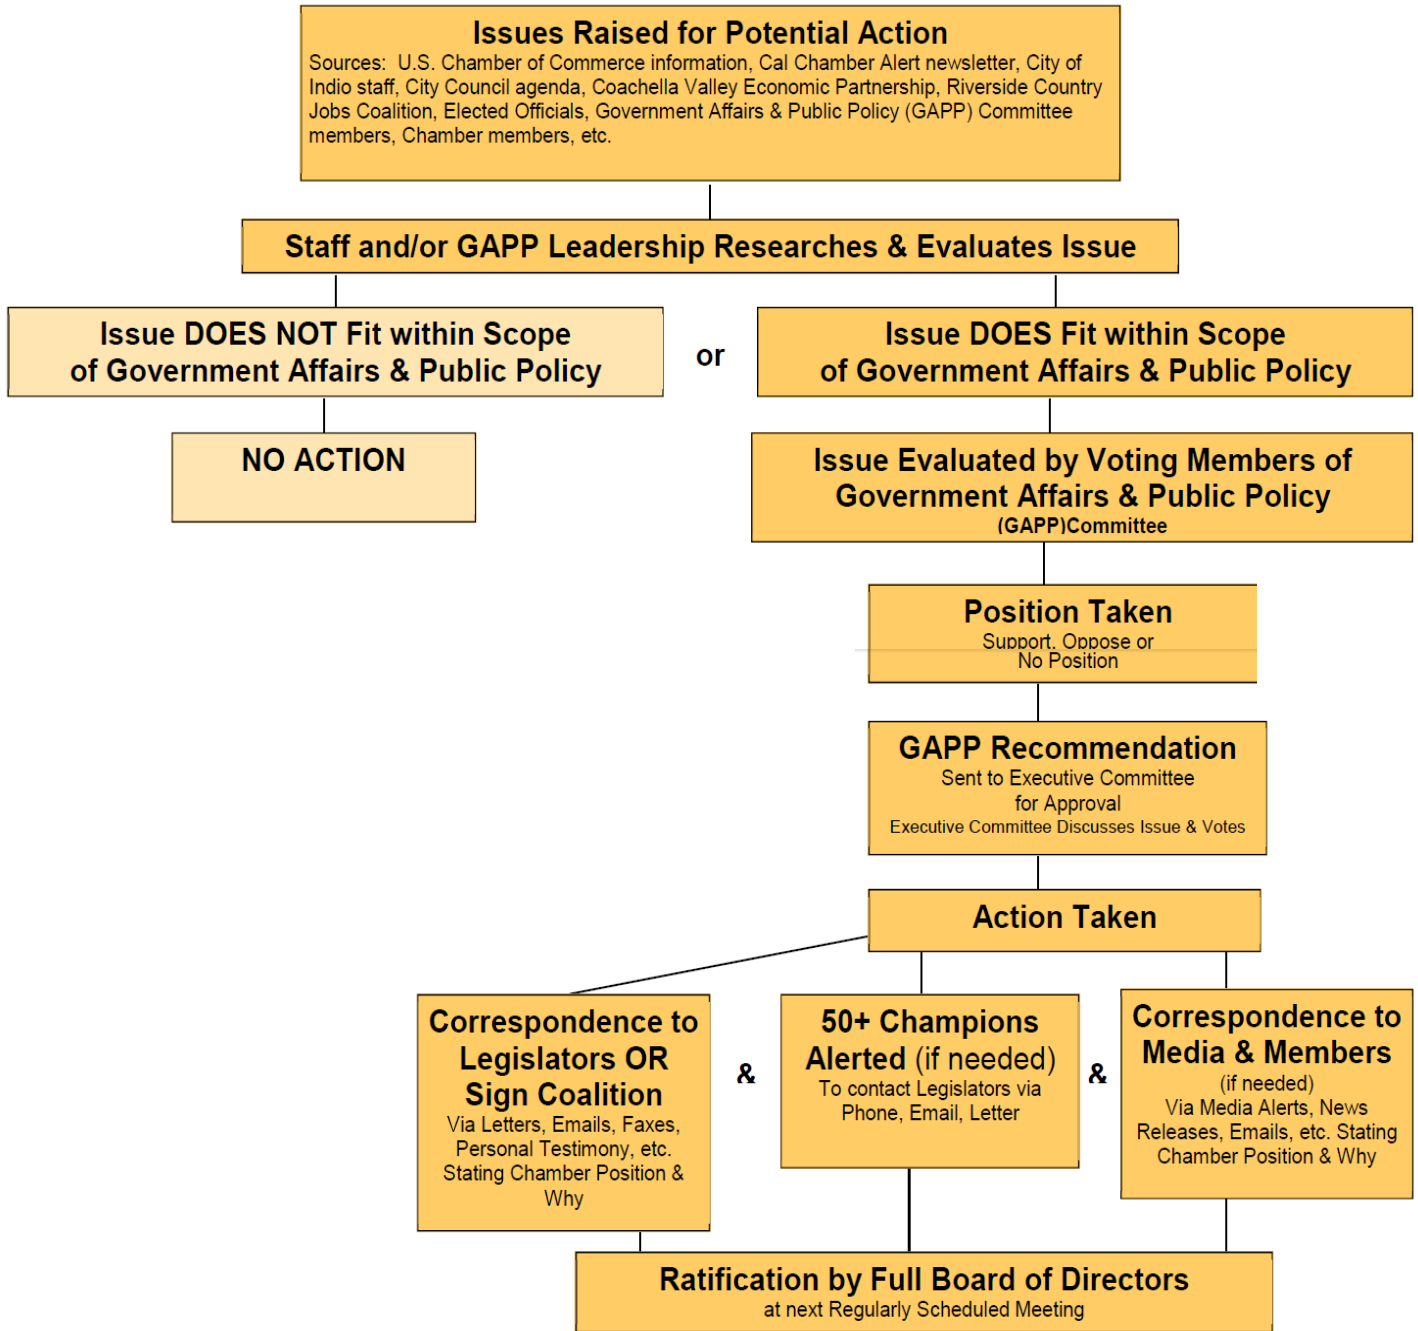 Issues Raised for Potential Action
Sources: U.S. Chamber of Commerce information, Cal Chamber Alert newsletter, City of
Indio staff, City Council agenda, Coachella Valley Economic Partnership, Riverside Country
Jobs Coalition, Elected Officials, Government Affairs & Public Policy (GAPP) Committee
members, Chamber members, etc.
Staff and/or GAPP Leadership Researches & Evaluates Issue
Issue DOES NOT Fit within Scope
of Government Affairs & Public Policy
or
Issue DOES Fit within Scope
of Government Affairs & Public Policy
NO ACTION
Issue Evaluated by Voting Members of
Government Affairs & Public Policy
(GAPP)Committee
Position Taken
Support, Oppose or
No Position
GAPP Recommendation
Sent to Executive Committee
for Approval
Executive Committee Discusses Issue & Votes
Action Taken
Correspondence to
Legislators OR
Sign Coalition
Via Letters, Emails, Faxes,
Personal Testimony, etc.
Stating Chamber Position &
Why
&
50+ Champions
Alerted (if needed)
To contact Legislators via
Phone, Email, Letter
&
Correspondence to
Media & Members
(if needed)
Via Media Alerts, News
Releases, Emails, etc. Stating
Chamber Position & Why
Ratification by Full Board of Directors
at next Regularly Scheduled Meeting